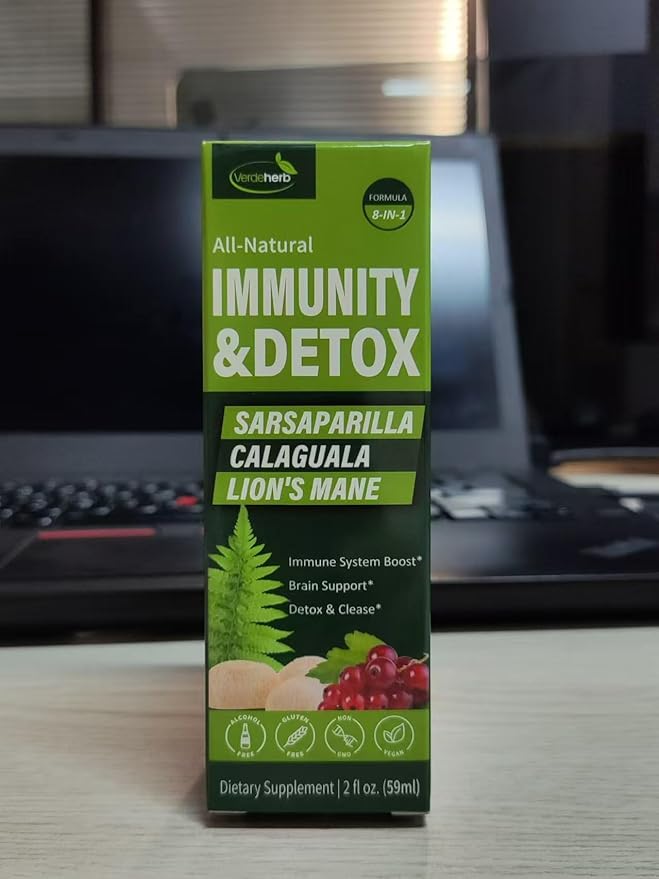 Verdeherb
FORMULA
8-IN-1
All-Natural
IMMUNITY
&DETOX
SARSAPARILLA
CALAGUALA
LION'S MANE
Immune System Boost*
Brain Support*
Detox & Clease*
ALCOHOL
FREE
GLUTEN
FREE
NON
GMO
VEGAN
Dietary Supplement | 2 fl oz. (59ml)